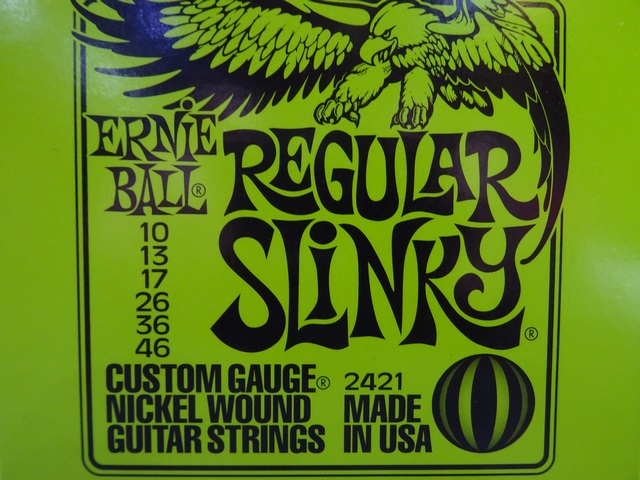 ERNiE
BALL®
REGULAR
SLiNKY®
10
13
17
26
36
46
CUSTOM GAUGE®
NICKEL WOUND
GUITAR STRINGS
2421
MADE
IN USA